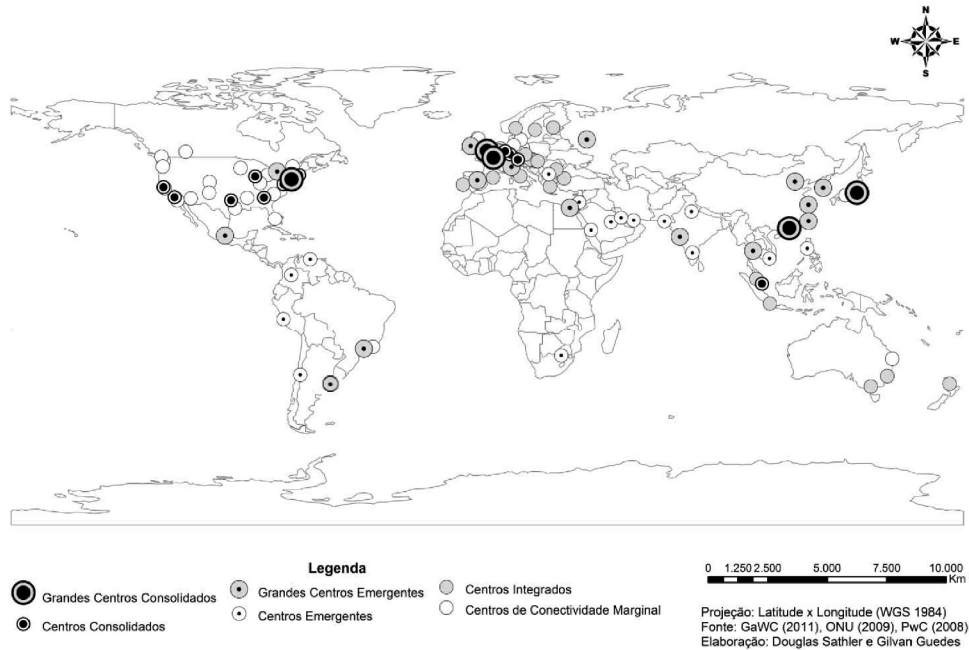 N
W E
S
Legenda
Grandes Centros Consolidados
Centros Consolidados
Grandes Centros Emergentes
Centros Emergentes
Centros Integrados
Centros de Conectividade Marginal
0 1.250 2.500 5.000 7.500 10.000
Km
Projeção: Latitude x Longitude (WGS 1984)
Fonte: GaWC (2011), ONU (2009), PwC (2008)
Elaboração: Douglas Sathler e Gilvan Guedes